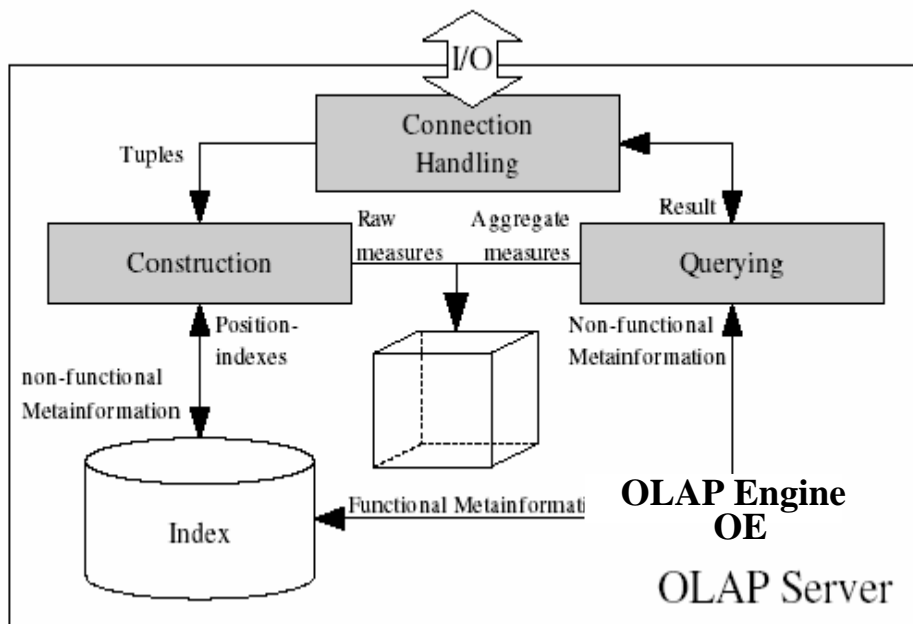 I/O
Connection
Handling
Tuples
Result
Raw
measures
Aggregate
measures
Construction
Querying
Position-
indexes
non-functional
Metainformation
Non-functional
Metainformation
Index
Functional Metainformati
OLAP Engine
OE
OLAP Server